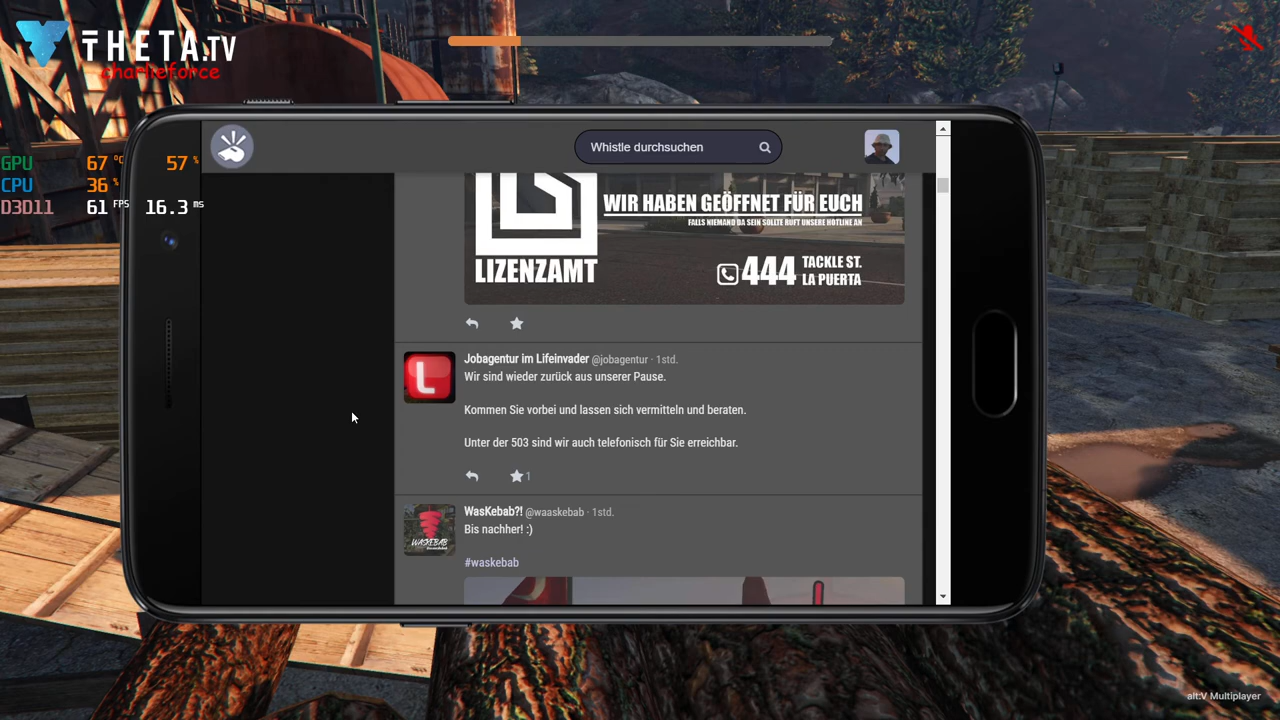 THETA.TV
charlieforce
GPU 67 °C 57 %
CPU 36 %
D3D11 61 FPS 16.3 ms
Whistle durchsuchen
WIR HABEN GEÖFFNET FÜR EUCH
FALLS NIEMAND DA SEIN SOLLTE RUFT UNSERE HOTLINE AN
LIZENZAMT
444 TACKLE ST.
LA PUERTA
Jobagentur im Lifeinvader @jobagentur · 1std.
Wir sind wieder zurück aus unserer Pause.
Kommen Sie vorbei und lassen sich vermitteln und beraten.
Unter der 503 sind wir auch telefonisch für Sie erreichbar.
1
WasKebab?! @waaskebab · 1std.
Bis nachher! :)
WASKEBAB
#waskebab
alt:V Multiplayer